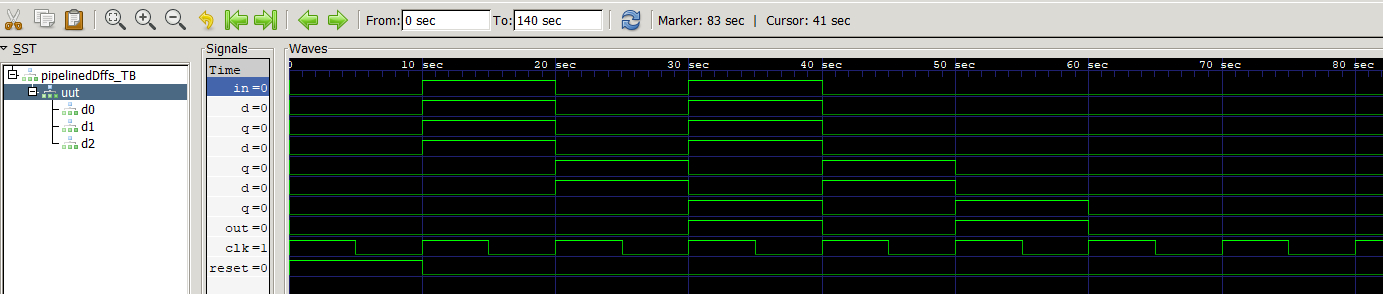 From: 0 sec To: 140 sec Marker: 83 sec | Cursor: 41 sec
SST
pipelinedDffs_TB
uut
d0
d1
d2
Signals
Time
in=0
d=0
q=0
d=0
q=0
d=0
q=0
out=0
clk=1
reset=0
Waves
0 10 sec 20 sec 30 sec 40 sec 50 sec 60 sec 70 sec 80 sec